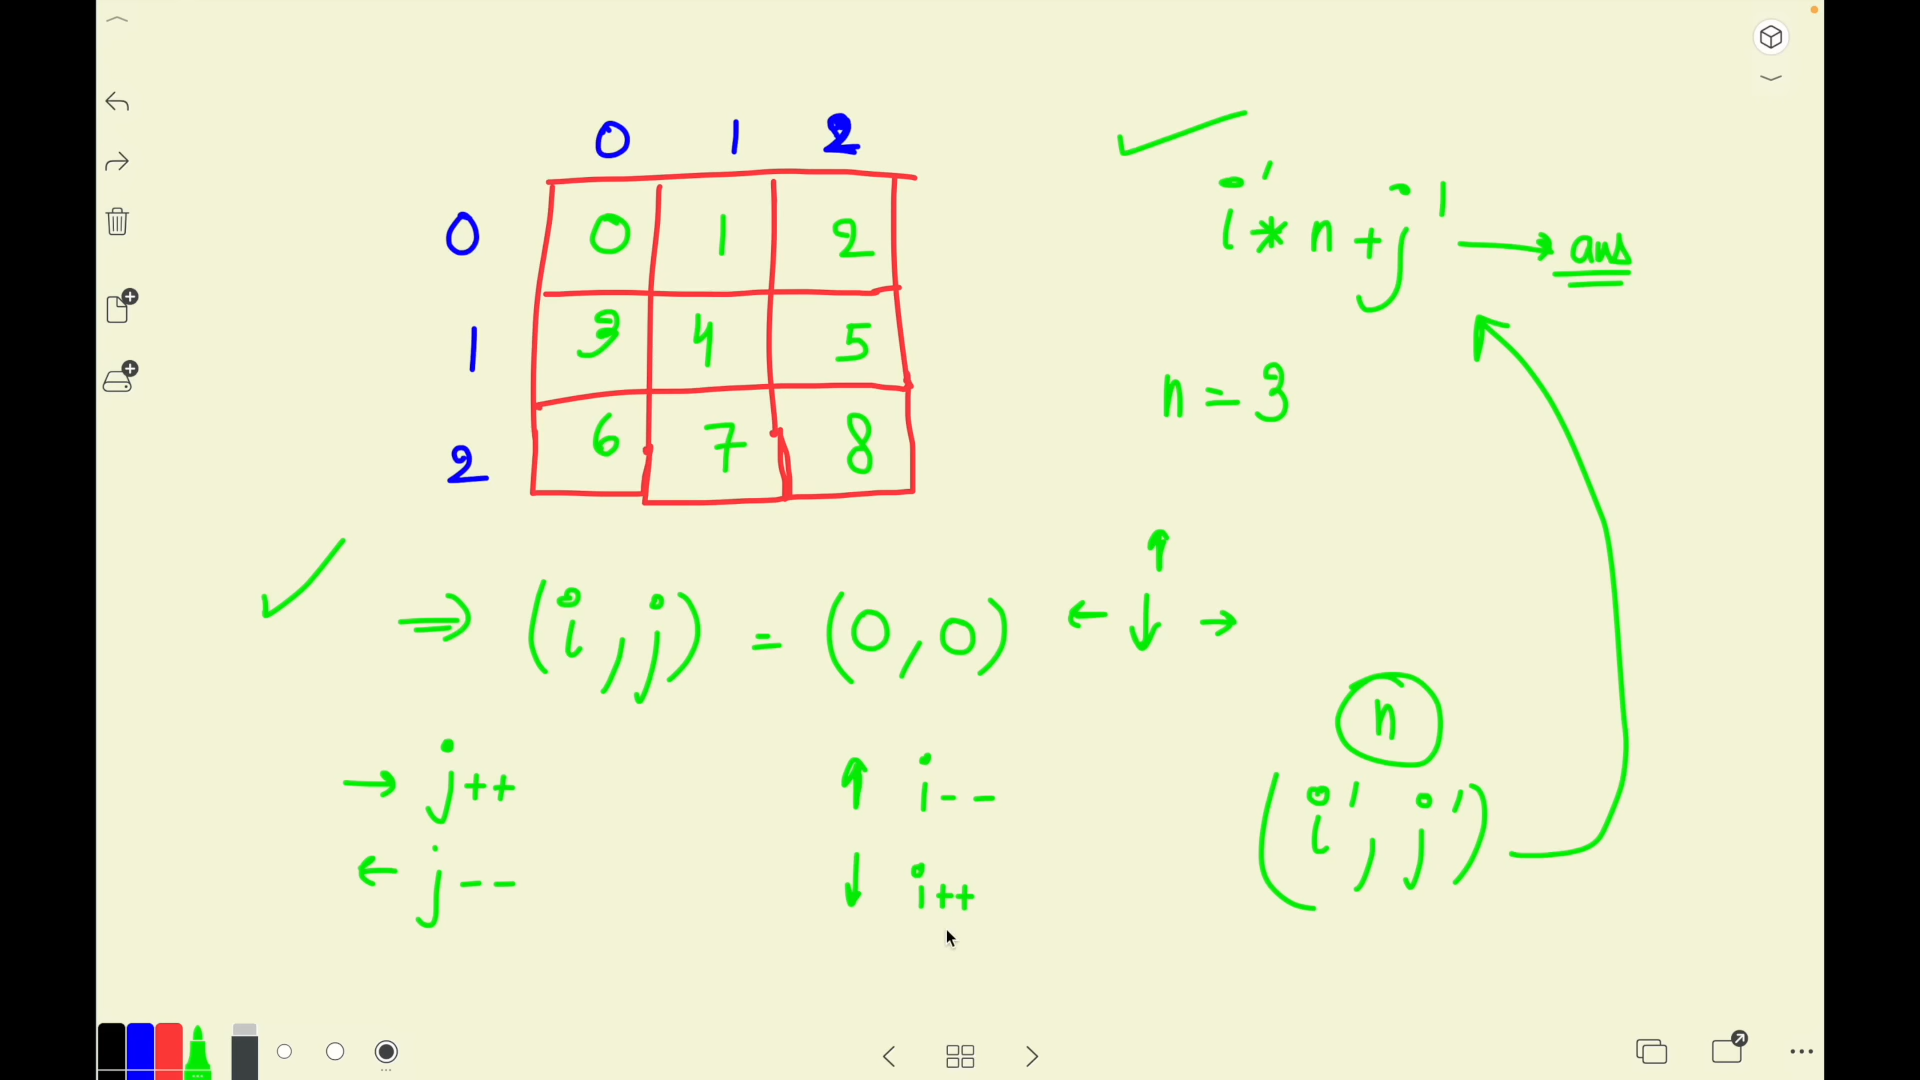 0 1 2
0 0 1 2
1 3 4 5
2 6 7 8
i' * n + j' → ans
n = 3
⇒ (i, j) = (0, 0) ← ↑ ↓ →
n
(i', j')
→ j++
← j--
↑ i--
↓ i++